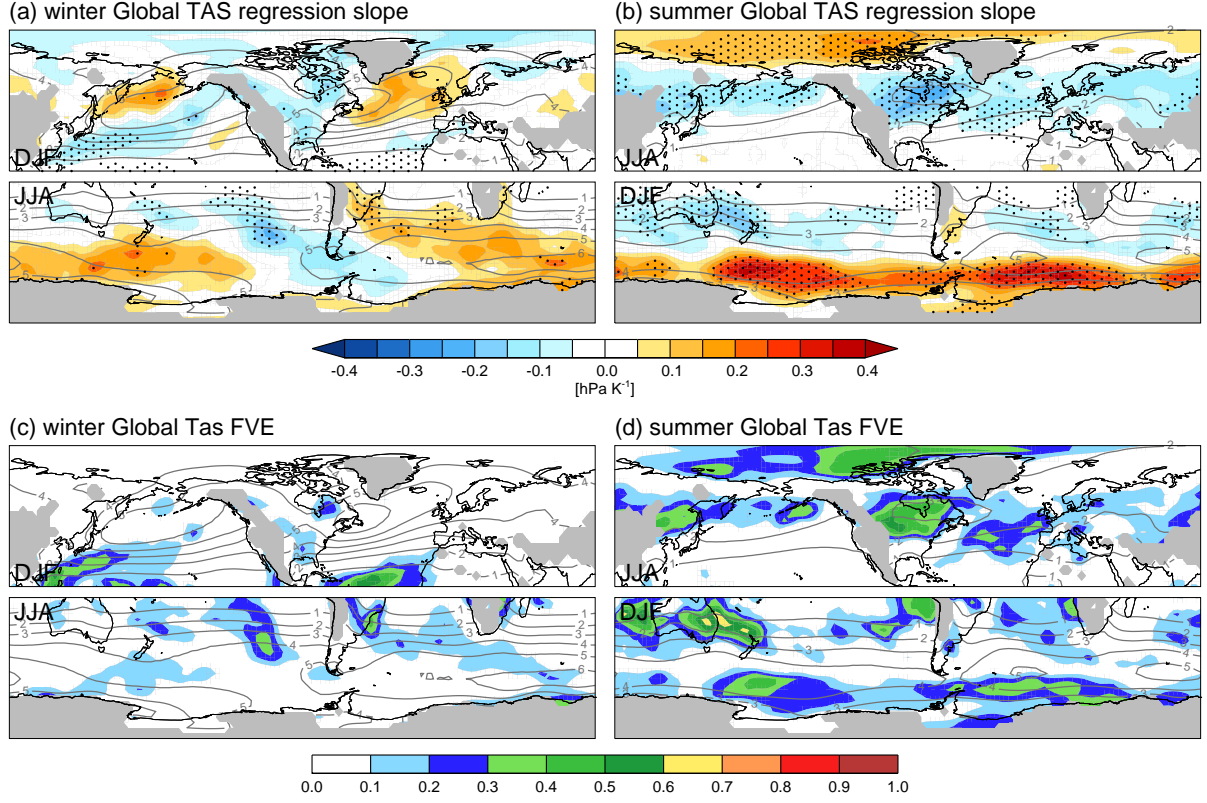 (a) winter Global TAS regression slope
(b) summer Global TAS regression slope
DJF
JJA
JJA
DJF
-0.4 -0.3 -0.2 -0.1 0.0 0.1 0.2 0.3 0.4
[hPa K-1]
(c) winter Global Tas FVE
(d) summer Global Tas FVE
DJF
JJA
JJA
DJF
0.0 0.1 0.2 0.3 0.4 0.5 0.6 0.7 0.8 0.9 1.0